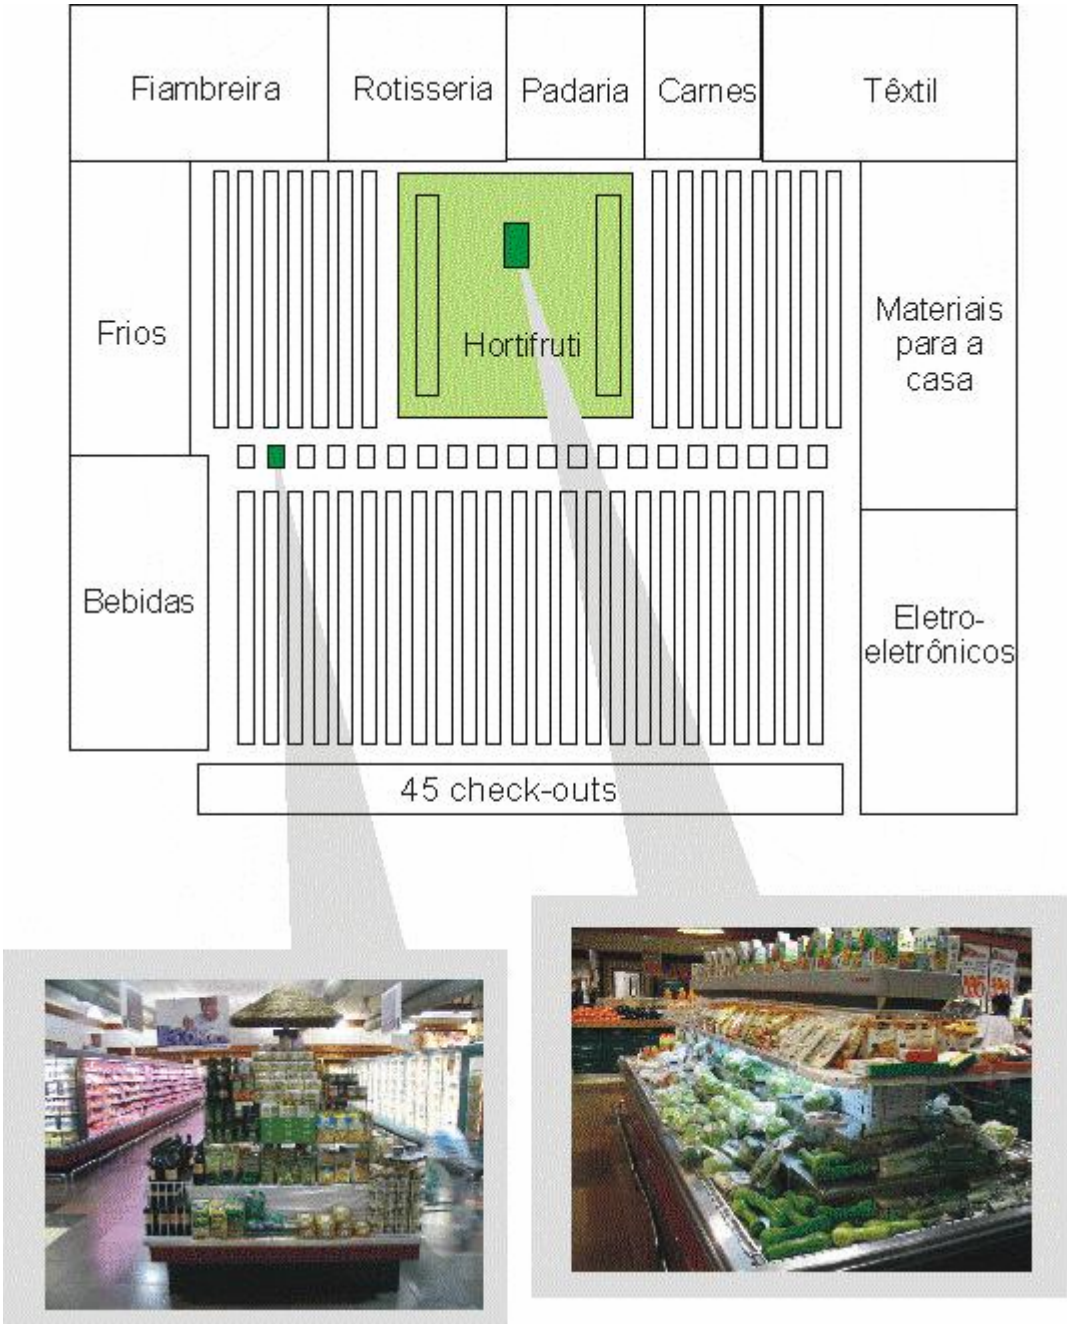 Fiambreira
Rotisseria
Padaria
Carnes
Têxtil
Frios
Hortifruti
Materiais
para a
casa
Bebidas
Eletro-
eletrônicos
45 check-outs